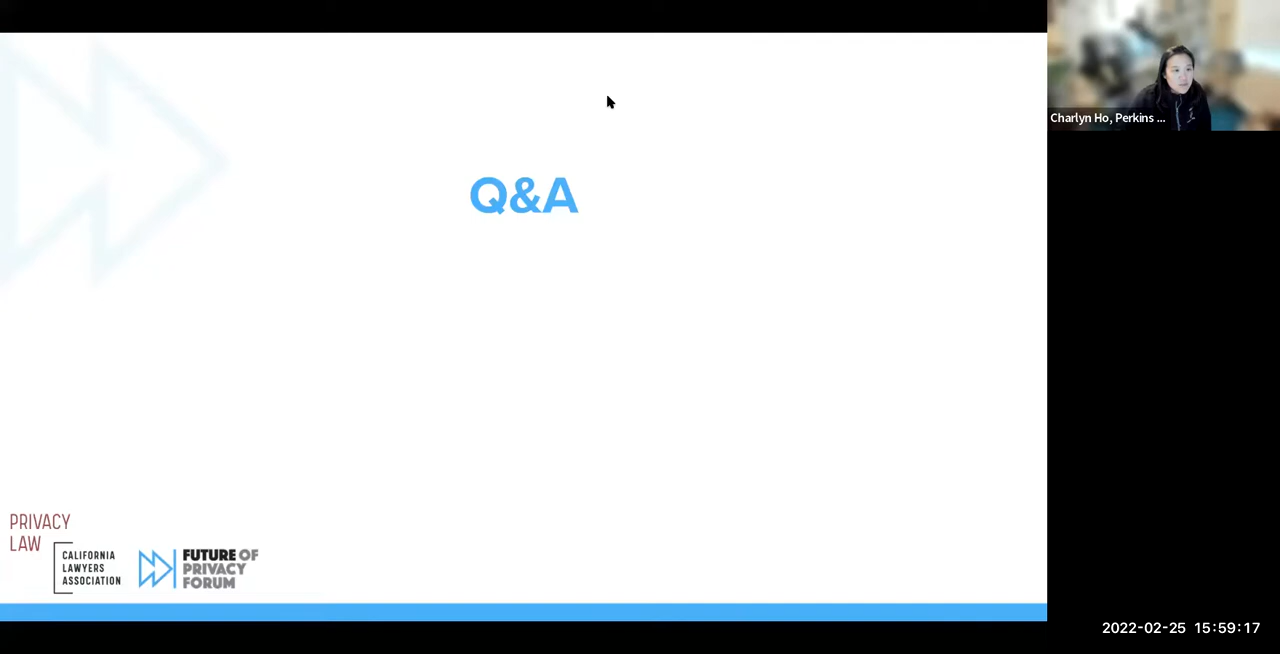 Q&A
Charlyn Ho, Perkins ...
PRIVACY
LAW
CALIFORNIA
LAWYERS
ASSOCIATION
FUTURE OF
PRIVACY
FORUM
2022-02-25 15:59:17